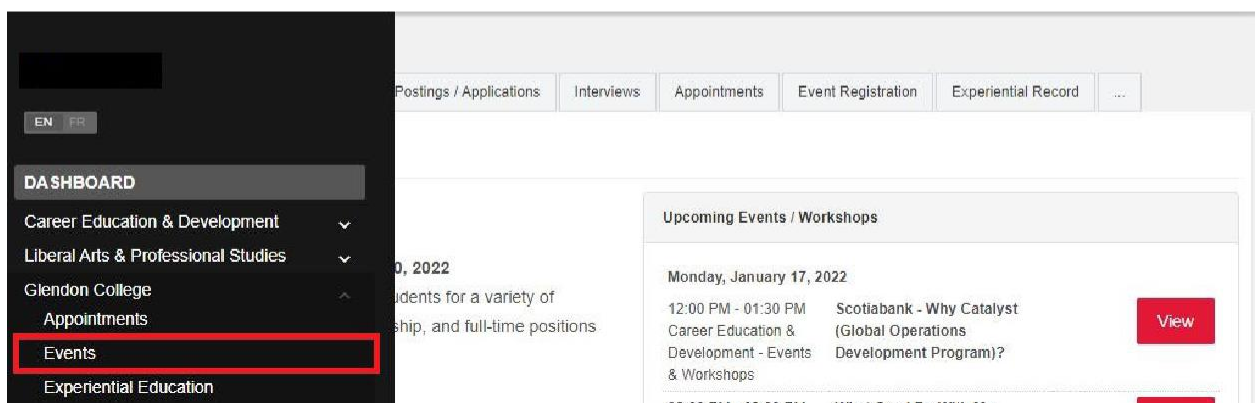 Postings / Applications
Interviews
Appointments
Event Registration
Experiential Record
...
EN FR
DASHBOARD
Career Education & Development
Liberal Arts & Professional Studies
Glendon College
Appointments
Events
Experiential Education
0, 2022
udents for a variety of
ship, and full-time positions
Upcoming Events / Workshops
Monday, January 17, 2022
12:00 PM - 01:30 PM
Career Education &
Development - Events
& Workshops
Scotiabank - Why Catalyst
(Global Operations
Development Program)?
View